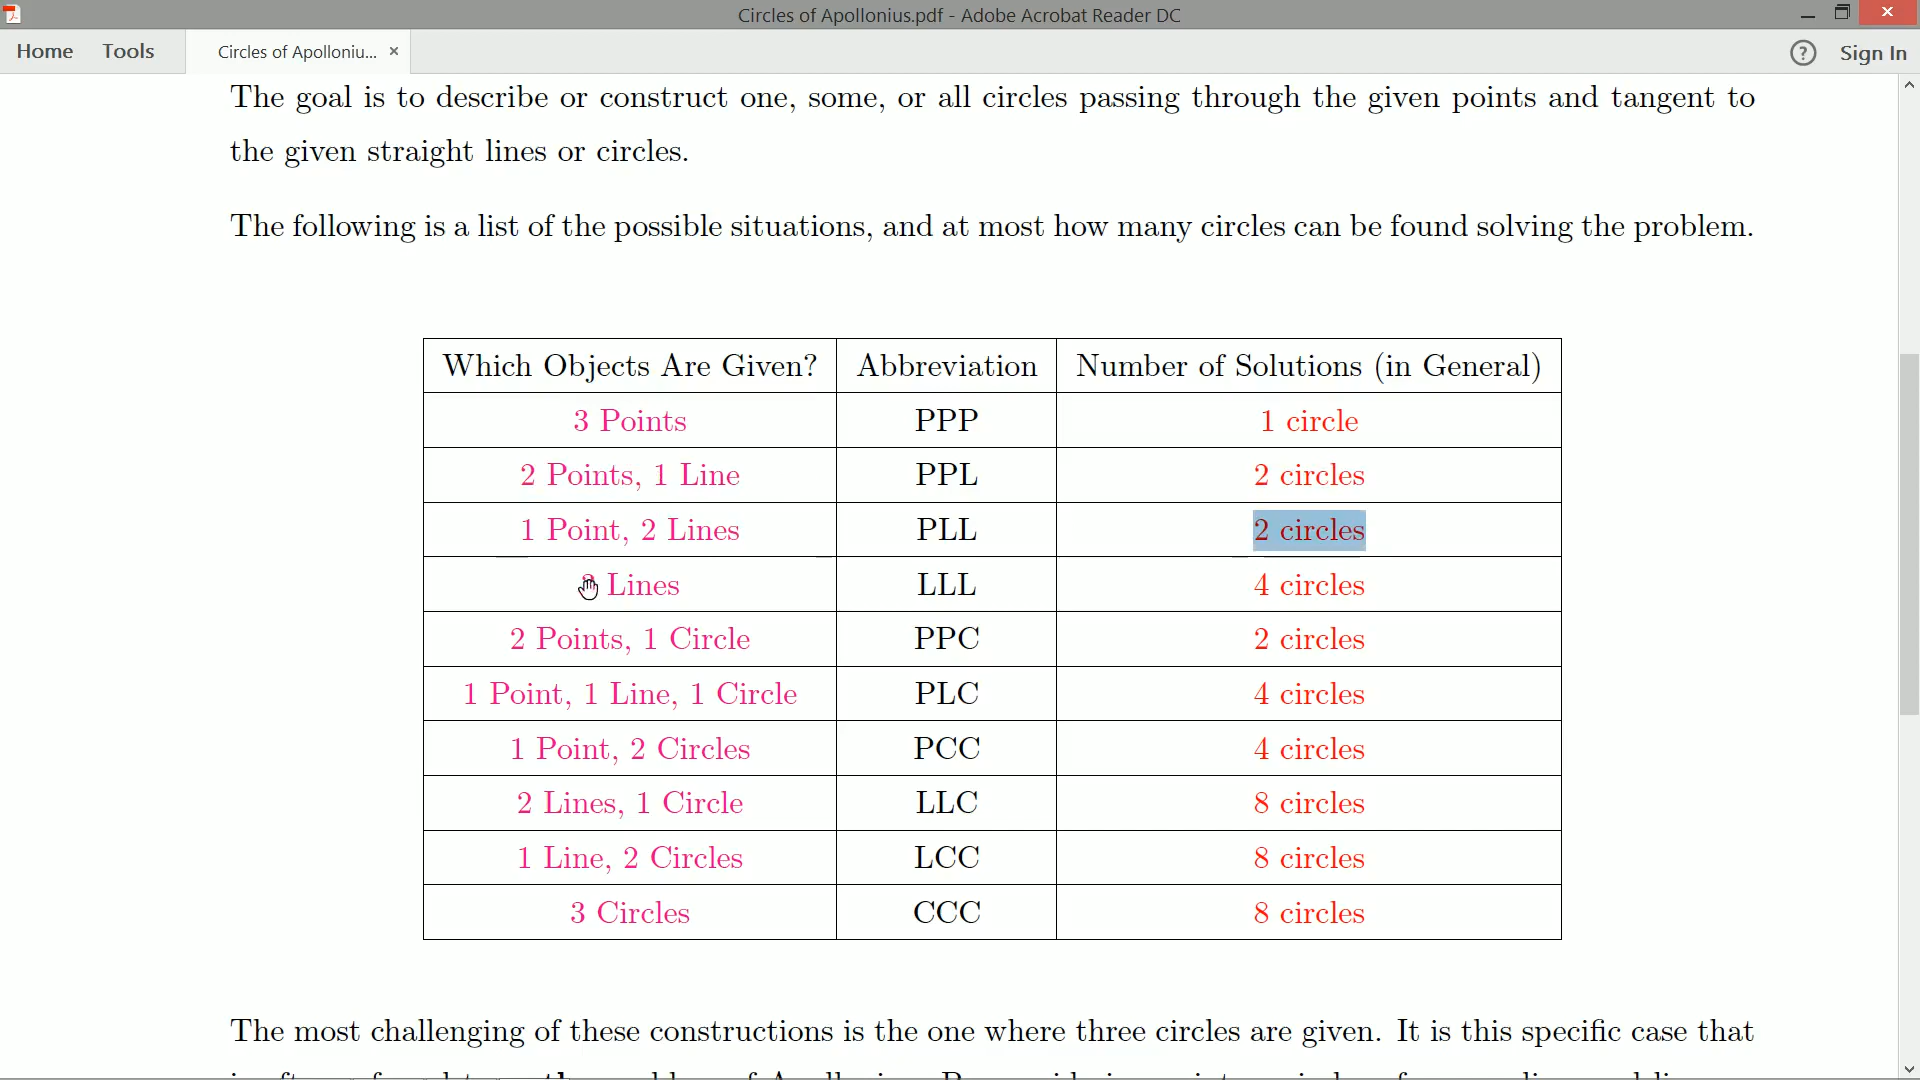 Circles of Apollonius.pdf - Adobe Acrobat Reader DC
Home Tools Circles of Apolloniu... × ? Sign In
The goal is to describe or construct one, some, or all circles passing through the given points and tangent to
the given straight lines or circles.
The following is a list of the possible situations, and at most how many circles can be found solving the problem.
Which Objects Are Given? Abbreviation Number of Solutions (in General)
3 Points PPP 1 circle
2 Points, 1 Line PPL 2 circles
1 Point, 2 Lines PLL 2 circles
Lines LLL 4 circles
2 Points, 1 Circle PPC 2 circles
1 Point, 1 Line, 1 Circle PLC 4 circles
1 Point, 2 Circles PCC 4 circles
2 Lines, 1 Circle LLC 8 circles
1 Line, 2 Circles LCC 8 circles
3 Circles CCC 8 circles
The most challenging of these constructions is the one where three circles are given. It is this specific case that